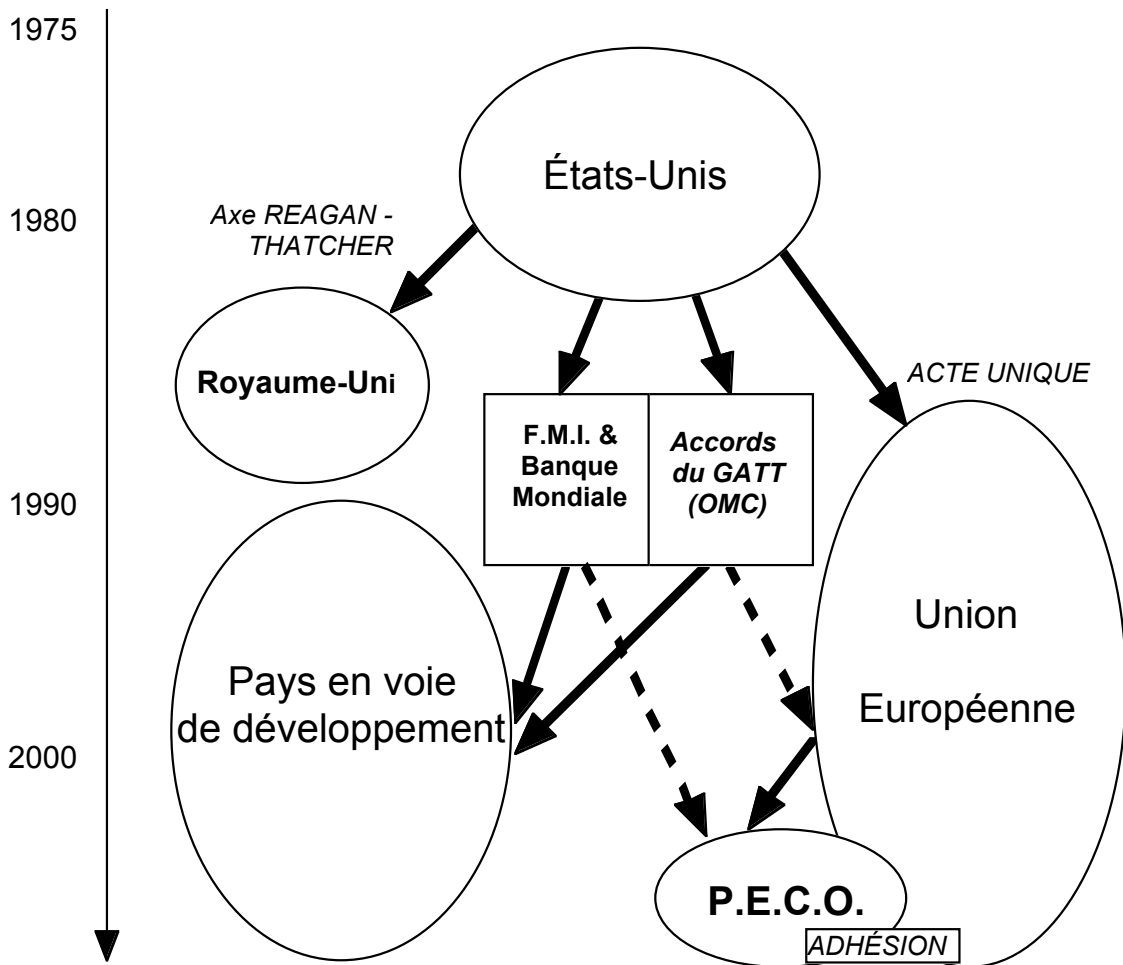 1975
États-Unis
1980
Axe REAGAN -
THATCHER
Royaume-Uni
ACTE UNIQUE
F.M.I. &
Banque
Mondiale
Accords
du GATT
(OMC)
1990
Union
Européenne
Pays en voie
de développement
2000
P.E.C.O.
ADHÉSION